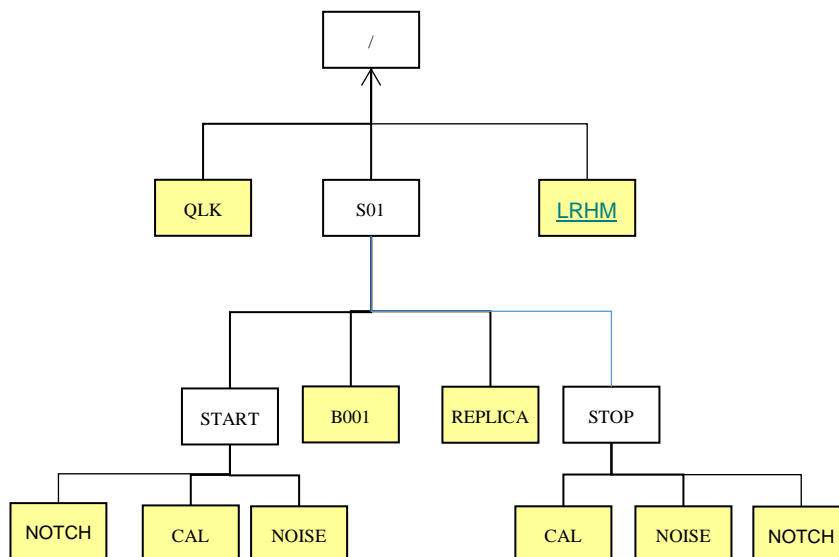 /
QLK
S01
LRHM
START
B001
REPLICA
STOP
NOTCH
CAL
NOISE
CAL
NOISE
NOTCH